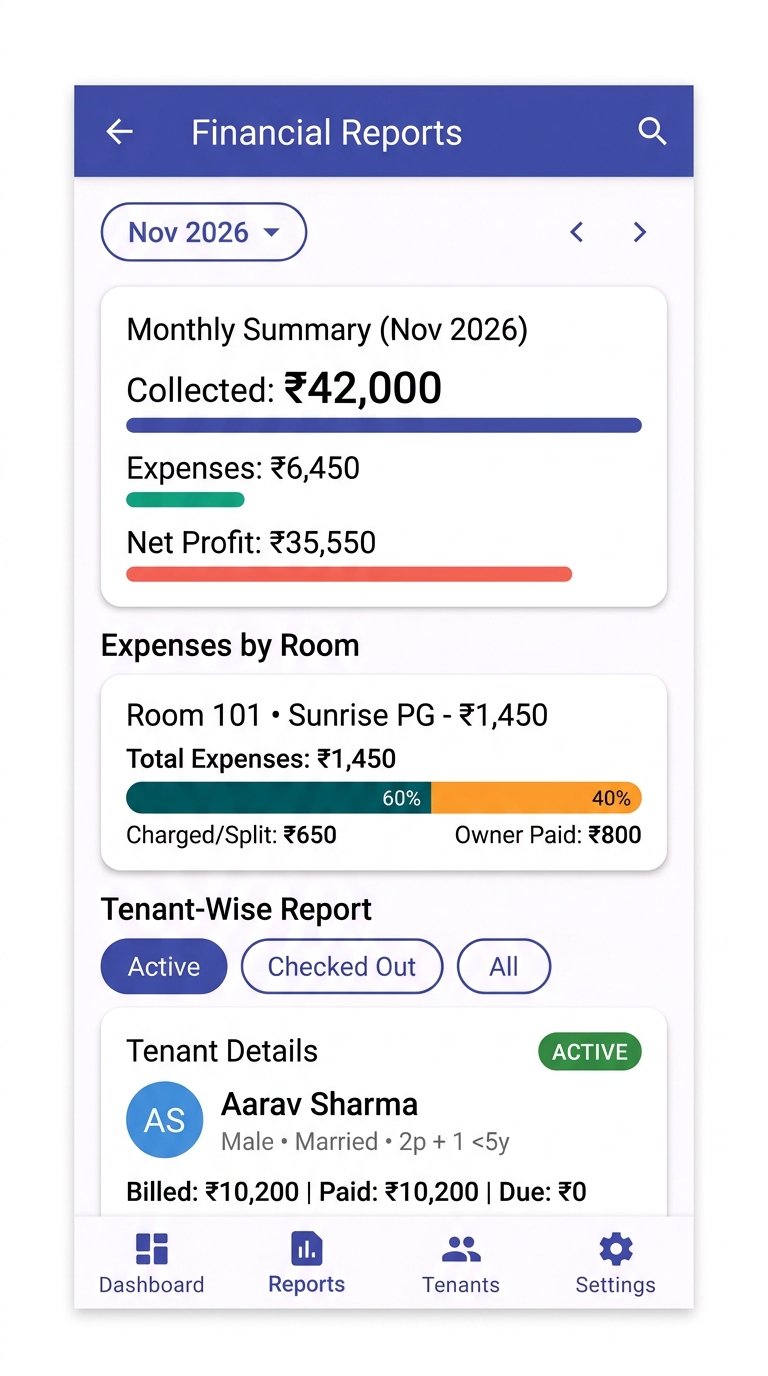 Financial Reports
Nov 2026
Monthly Summary (Nov 2026)
Collected: ₹42,000
Expenses: ₹6,450
Net Profit: ₹35,550
Expenses by Room
Room 101 • Sunrise PG - ₹1,450
Total Expenses: ₹1,450
60% 40%
Charged/Split: ₹650 Owner Paid: ₹800
Tenant-Wise Report
Active Checked Out All
Tenant Details ACTIVE
AS Aarav Sharma
Male • Married • 2p + 1 <5y
Billed: ₹10,200 | Paid: ₹10,200 | Due: ₹0
Dashboard Reports Tenants Settings